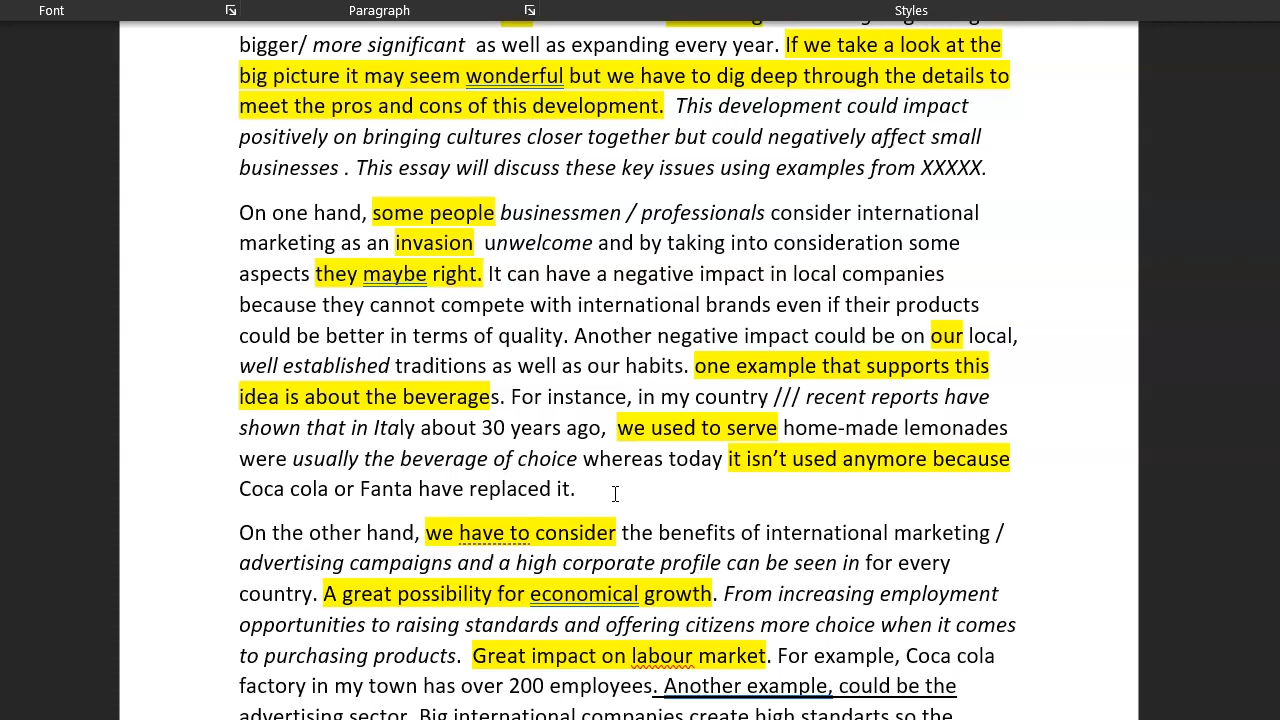 Font Paragraph Styles
bigger/ more significant as well as expanding every year. If we take a look at the
big picture it may seem wonderful but we have to dig deep through the details to
meet the pros and cons of this development. This development could impact
positively on bringing cultures closer together but could negatively affect small
businesses . This essay will discuss these key issues using examples from XXXXX.
On one hand, some people businessmen / professionals consider international
marketing as an invasion unwelcome and by taking into consideration some
aspects they maybe right. It can have a negative impact in local companies
because they cannot compete with international brands even if their products
could be better in terms of quality. Another negative impact could be on our local,
well established traditions as well as our habits. one example that supports this
idea is about the beverages. For instance, in my country /// recent reports have
shown that in Italy about 30 years ago, we used to serve home-made lemonades
were usually the beverage of choice whereas today it isn’t used anymore because
Coca cola or Fanta have replaced it.
On the other hand, we have to consider the benefits of international marketing /
advertising campaigns and a high corporate profile can be seen in for every
country. A great possibility for economical growth. From increasing employment
opportunities to raising standards and offering citizens more choice when it comes
to purchasing products. Great impact on labour market. For example, Coca cola
factory in my town has over 200 employees. Another example, could be the
advertising sector. Big international companies create high standarts so the